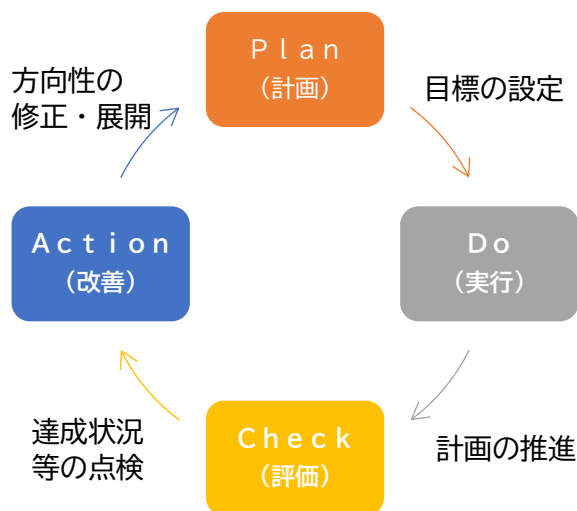 Ｐｌａｎ
（計画）
方向性の
修正・展開
目標の設定
Ａｃｔｉｏｎ
（改善）
Ｄｏ
（実行）
達成状況
等の点検
Ｃｈｅｃｋ
（評価）
計画の推進